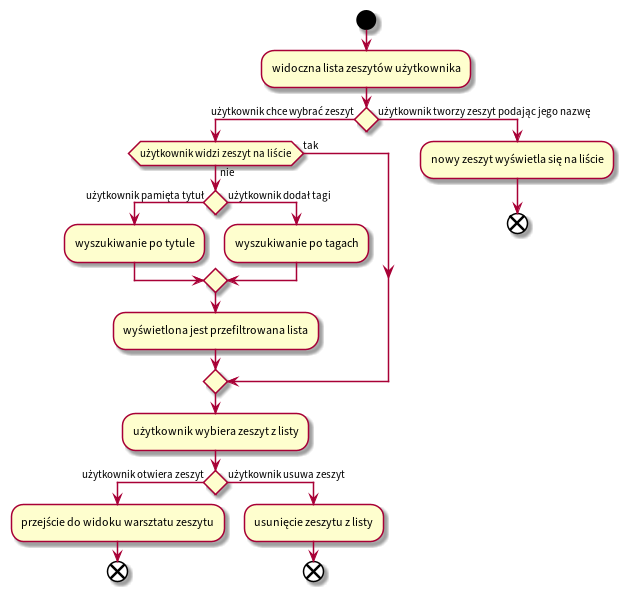 widoczna lista zeszytów użytkownika
użytkownik chce wybrać zeszyt
użytkownik tworzy zeszyt podając jego nazwę
użytkownik widzi zeszyt na liście
tak
nowy zeszyt wyświetla się na liście
nie
użytkownik pamięta tytuł
użytkownik dodał tagi
wyszukiwanie po tytule
wyszukiwanie po tagach
wyświetlona jest przefiltrowana lista
użytkownik wybiera zeszyt z listy
użytkownik otwiera zeszyt
użytkownik usuwa zeszyt
przejście do widoku warsztatu zeszytu
usunięcie zeszytu z listy